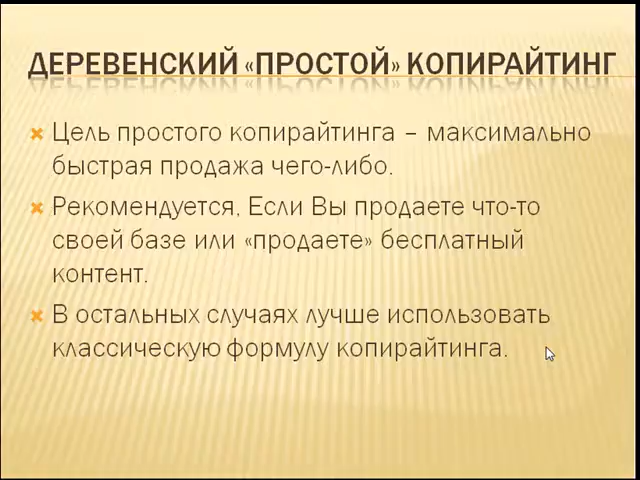 ДЕРЕВЕНСКИЙ «ПРОСТОЙ» КОПИРАЙТИНГ
Цель простого копирайтинга – максимально
быстрая продажа чего-либо.
Рекомендуется, Если Вы продаете что-то
своей базе или «продаете» бесплатный
контент.
В остальных случаях лучше использовать
классическую формулу копирайтинга.